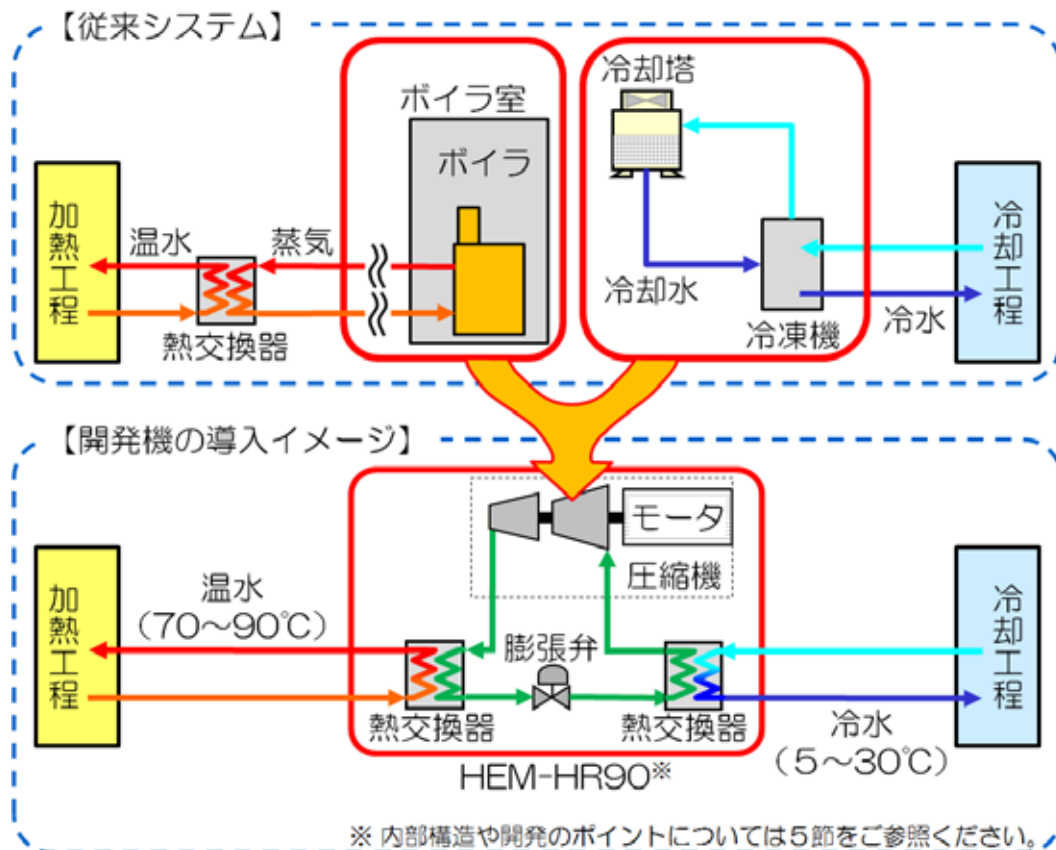 【従来システム】
ボイラ室
ボイラ
冷却塔
加熱工程
温水
蒸気
熱交換器
冷却水
冷凍機
冷水
冷却工程
【開発機の導入イメージ】
モータ
圧縮機
加熱工程
温水
（70～90℃）
膨張弁
熱交換器
熱交換器
冷却工程
冷水
（5～30℃）
HEM-HR90※
※ 内部構造や開発のポイントについては5節をご参照ください。